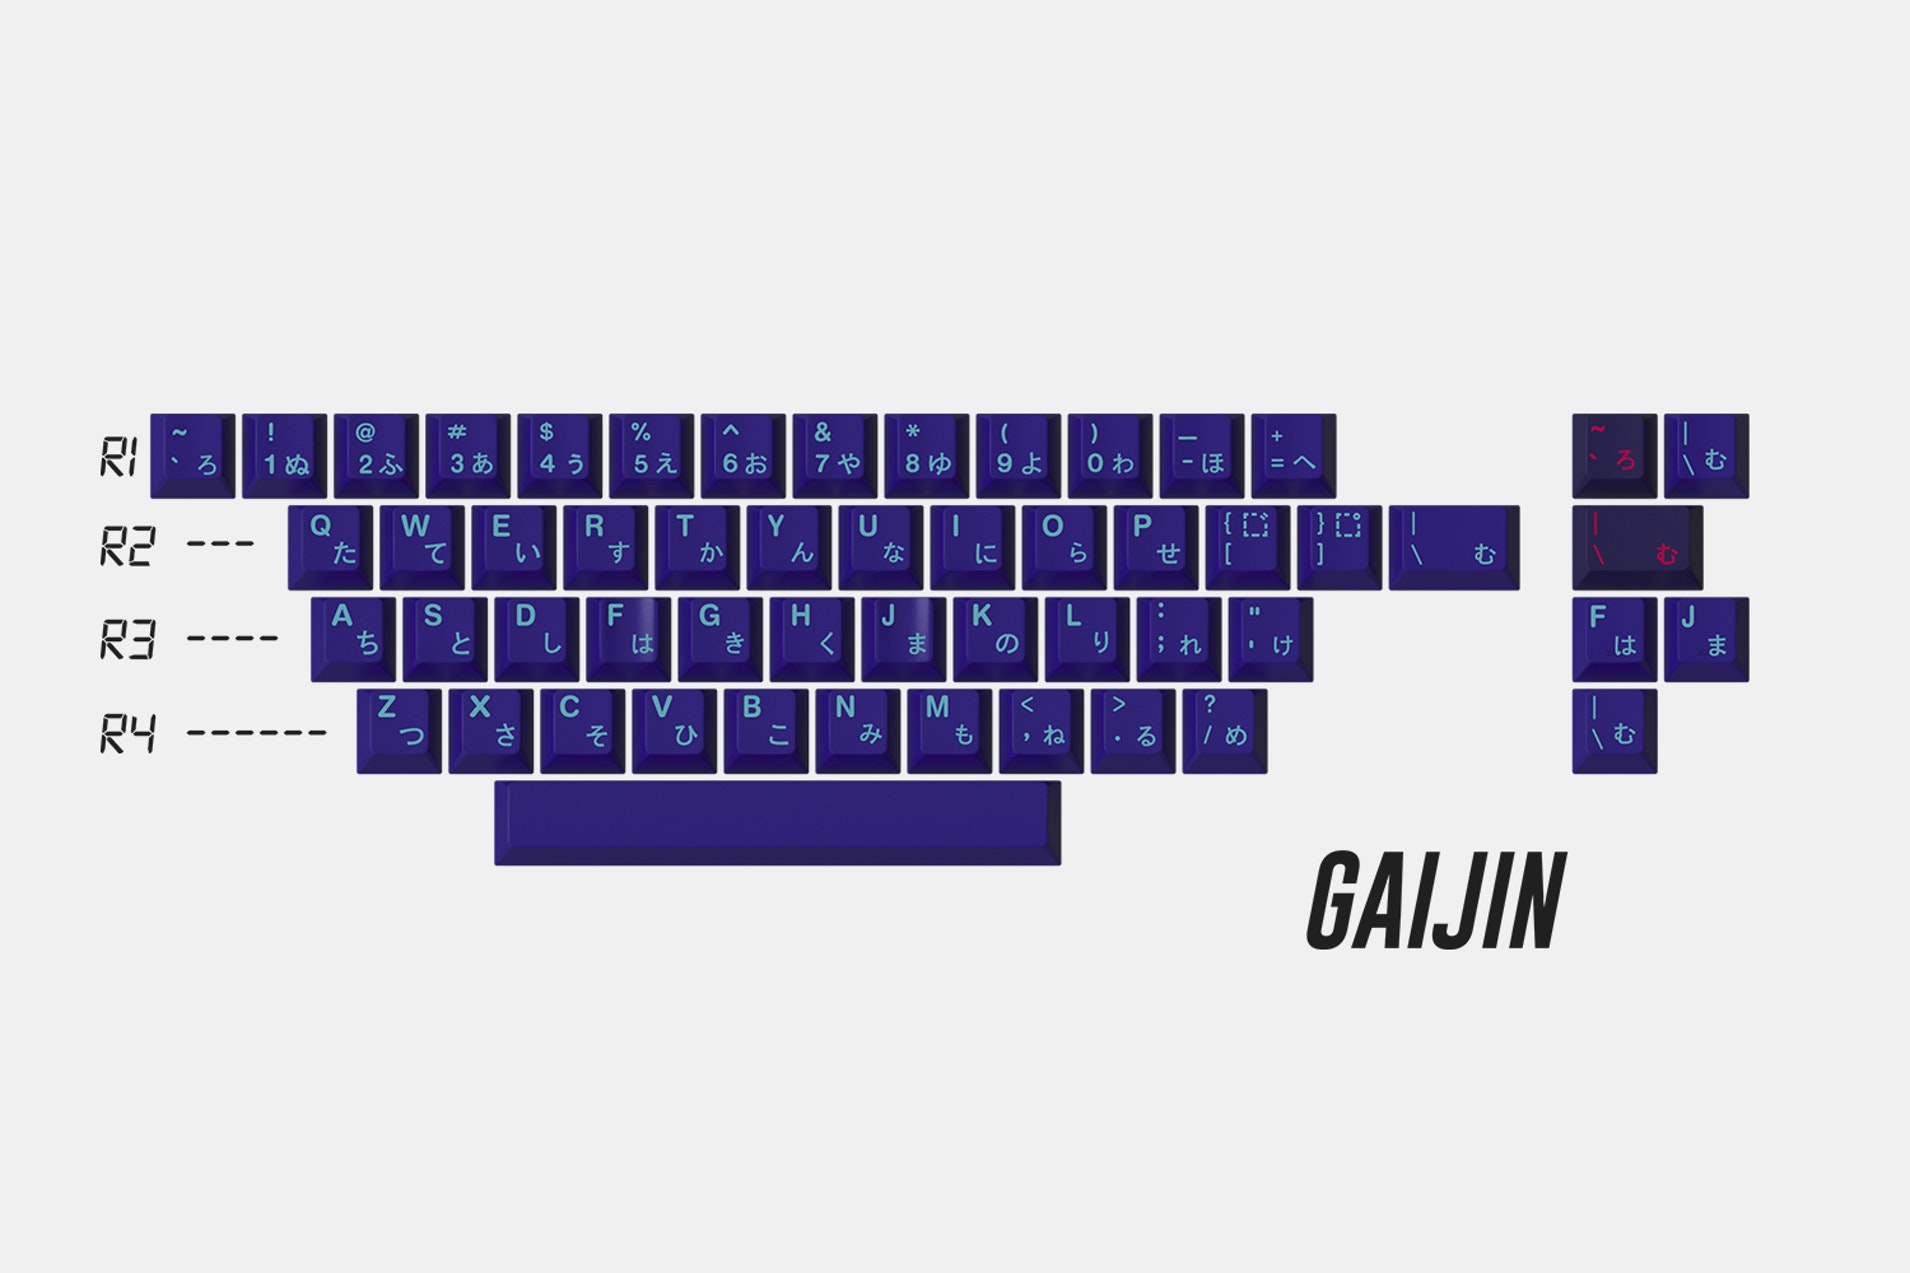 R1 ~ ` ろ ! 1 ぬ @ 2 ふ # 3 あ $ 4 う % 5 え ^ 6 お & 7 や * 8 ゆ ( 9 よ ) 0 わ — - ほ + = へ ~ ` ろ | \ む
R2 ---- Q た W て E い R す T か Y ん U な I に O ら P せ { ゛ [ } ゜ ] | \ む | \ む
R3 ---- A ち S と D し F は G き H く J ま K の L り : ; れ " ' け F は J ま
R4 ------ Z つ X さ C そ V ひ B こ N み M も < , ね > . る ? / め | \ む
GAIJIN